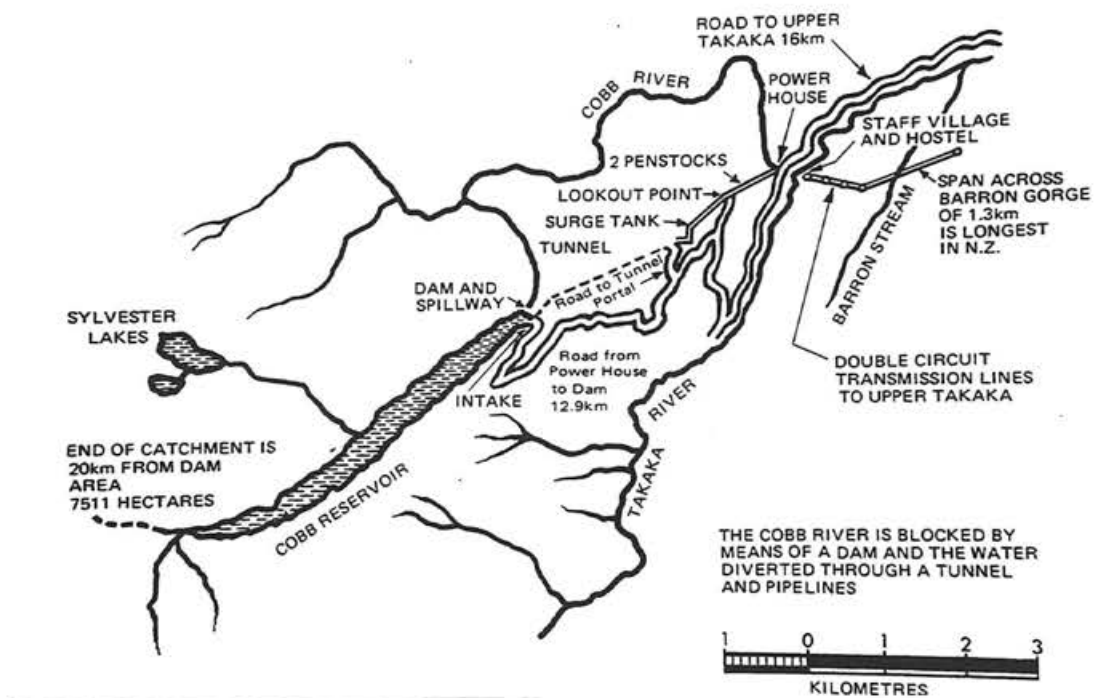 ROAD TO UPPER
TAKAKA 16km
COBB RIVER
POWER
HOUSE
STAFF VILLAGE
AND HOSTEL
2 PENSTOCKS
LOOKOUT POINT
SURGE TANK
SPAN ACROSS
BARRON GORGE
OF 1.3km
IS LONGEST
IN N.Z.
TUNNEL
BARRON STREAM
DAM AND
SPILLWAY
Road to Tunnel
Portal
SYLVESTER
LAKES
Road from
Power House
to Dam
12.9km
INTAKE
DOUBLE CIRCUIT
TRANSMISSION LINES
TO UPPER TAKAKA
END OF CATCHMENT IS
20km FROM DAM
AREA
7511 HECTARES
COBB RESERVOIR
TAKAKA RIVER
THE COBB RIVER IS BLOCKED BY
MEANS OF A DAM AND THE WATER
DIVERTED THROUGH A TUNNEL
AND PIPELINES
1 0 1 2 3
KILOMETRES